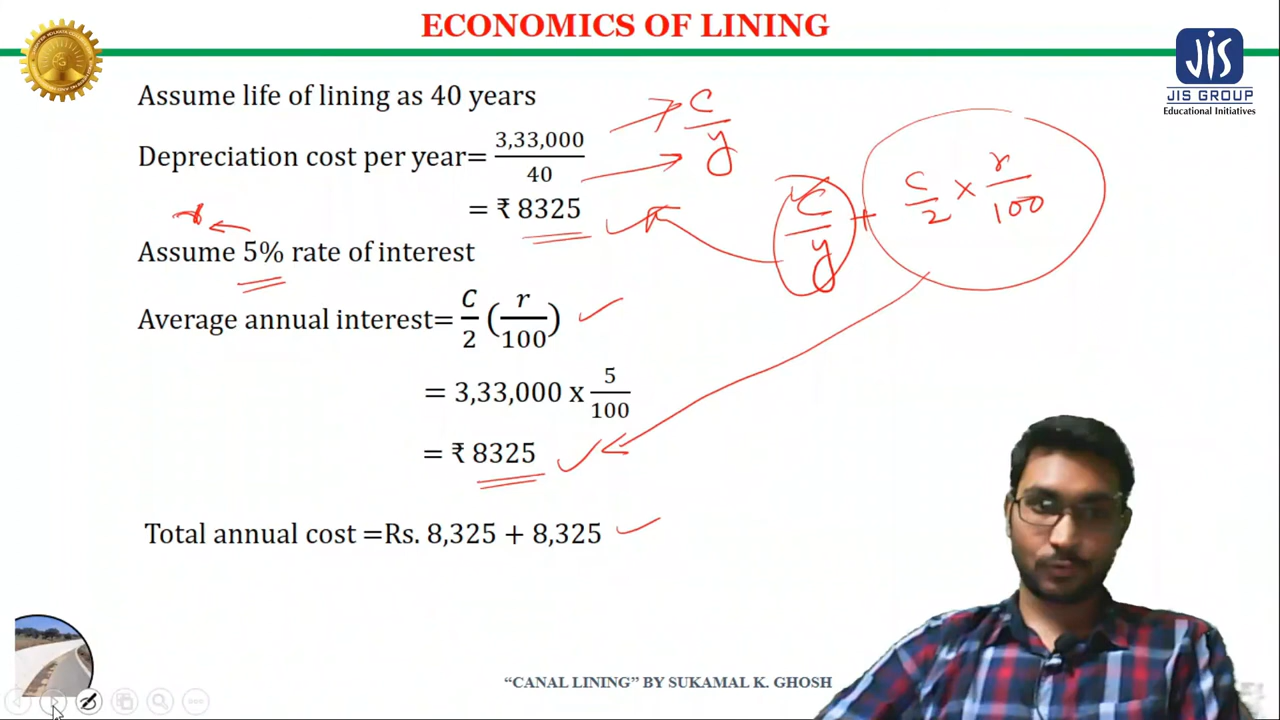 ECONOMICS OF LINING
JIS
JIS GROUP
Educational Initiatives
Assume life of lining as 40 years
Depreciation cost per year= 3,33,000 / 40
= ₹ 8325
Assume 5% rate of interest
Average annual interest= C/2 (r/100)
= 3,33,000 x 5/100
= ₹ 8325
Total annual cost =Rs. 8,325 + 8,325
C/y
C/y + C/2 × r/100
r
"CANAL LINING" BY SUKAMAL K. GHOSH